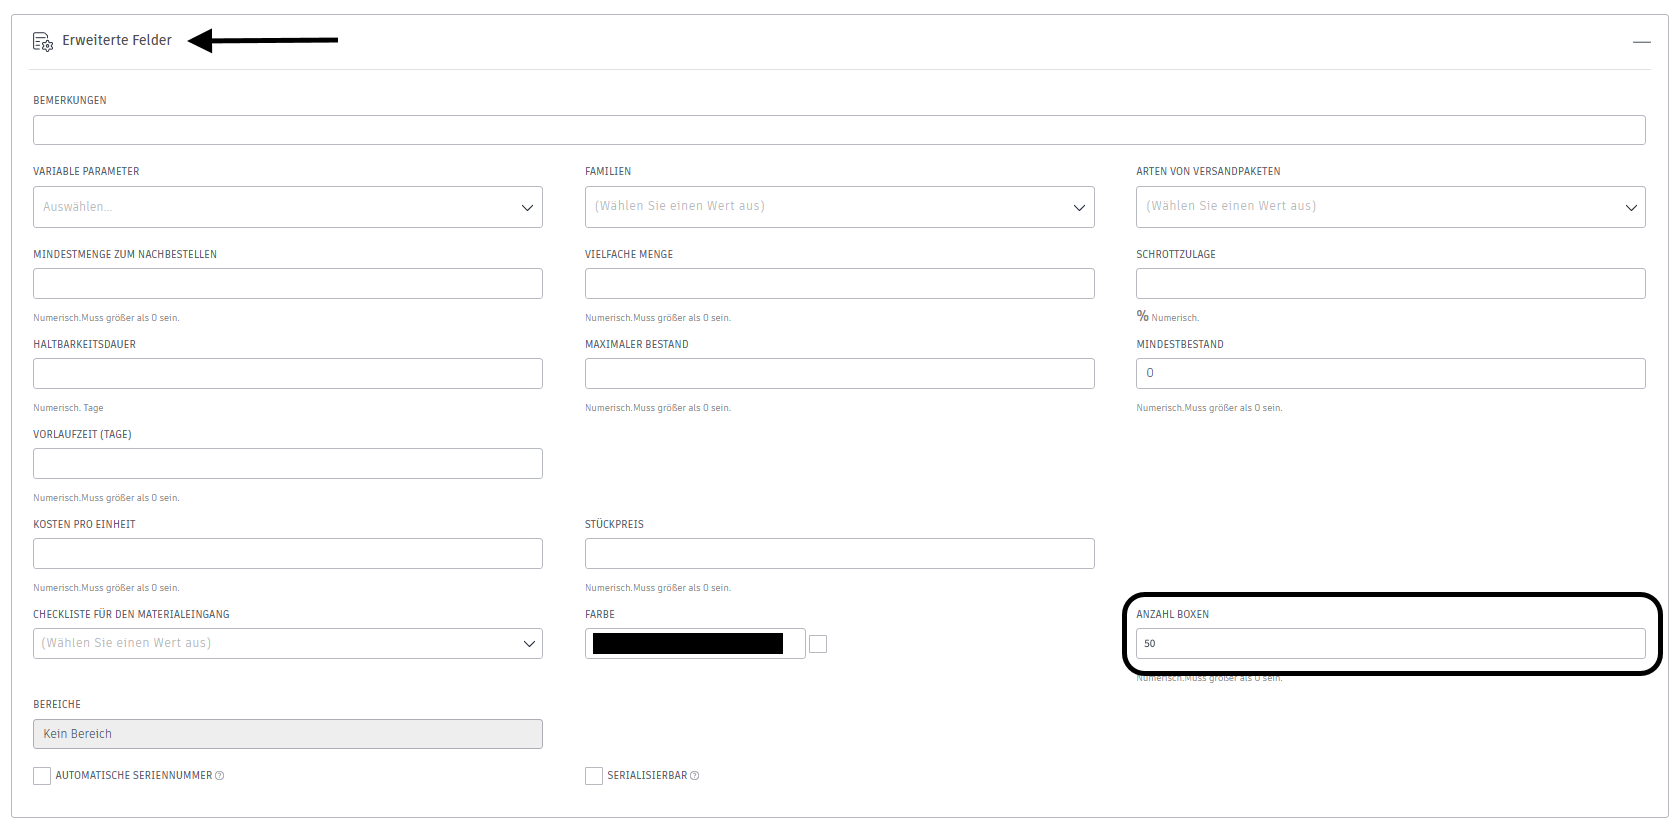 Erweiterte Felder
BEMERKUNGEN
VARIABLE PARAMETER
FAMILIEN
ARTEN VON VERSANDPAKETEN
Auswählen...
(Wählen Sie einen Wert aus)
(Wählen Sie einen Wert aus)
MINDESTMENGE ZUM NACHBESTELLEN
VIELFACHE MENGE
SCHROTTZULAGE
Numerisch.Muss größer als 0 sein.
Numerisch.Muss größer als 0 sein.
% Numerisch.
HALTBARKEITSDAUER
MAXIMALER BESTAND
MINDESTBESTAND
0
Numerisch. Tage
Numerisch.Muss größer als 0 sein.
Numerisch.Muss größer als 0 sein.
VORLAUFZEIT (TAGE)
Numerisch.Muss größer als 0 sein.
KOSTEN PRO EINHEIT
STÜCKPREIS
Numerisch.Muss größer als 0 sein.
Numerisch.Muss größer als 0 sein.
CHECKLISTE FÜR DEN MATERIALEINGANG
FARBE
ANZAHL BOXEN
(Wählen Sie einen Wert aus)
50
Numerisch.Muss größer als 0 sein.
BEREICHE
Kein Bereich
AUTOMATISCHE SERIENNUMMER
SERIALISIERBAR